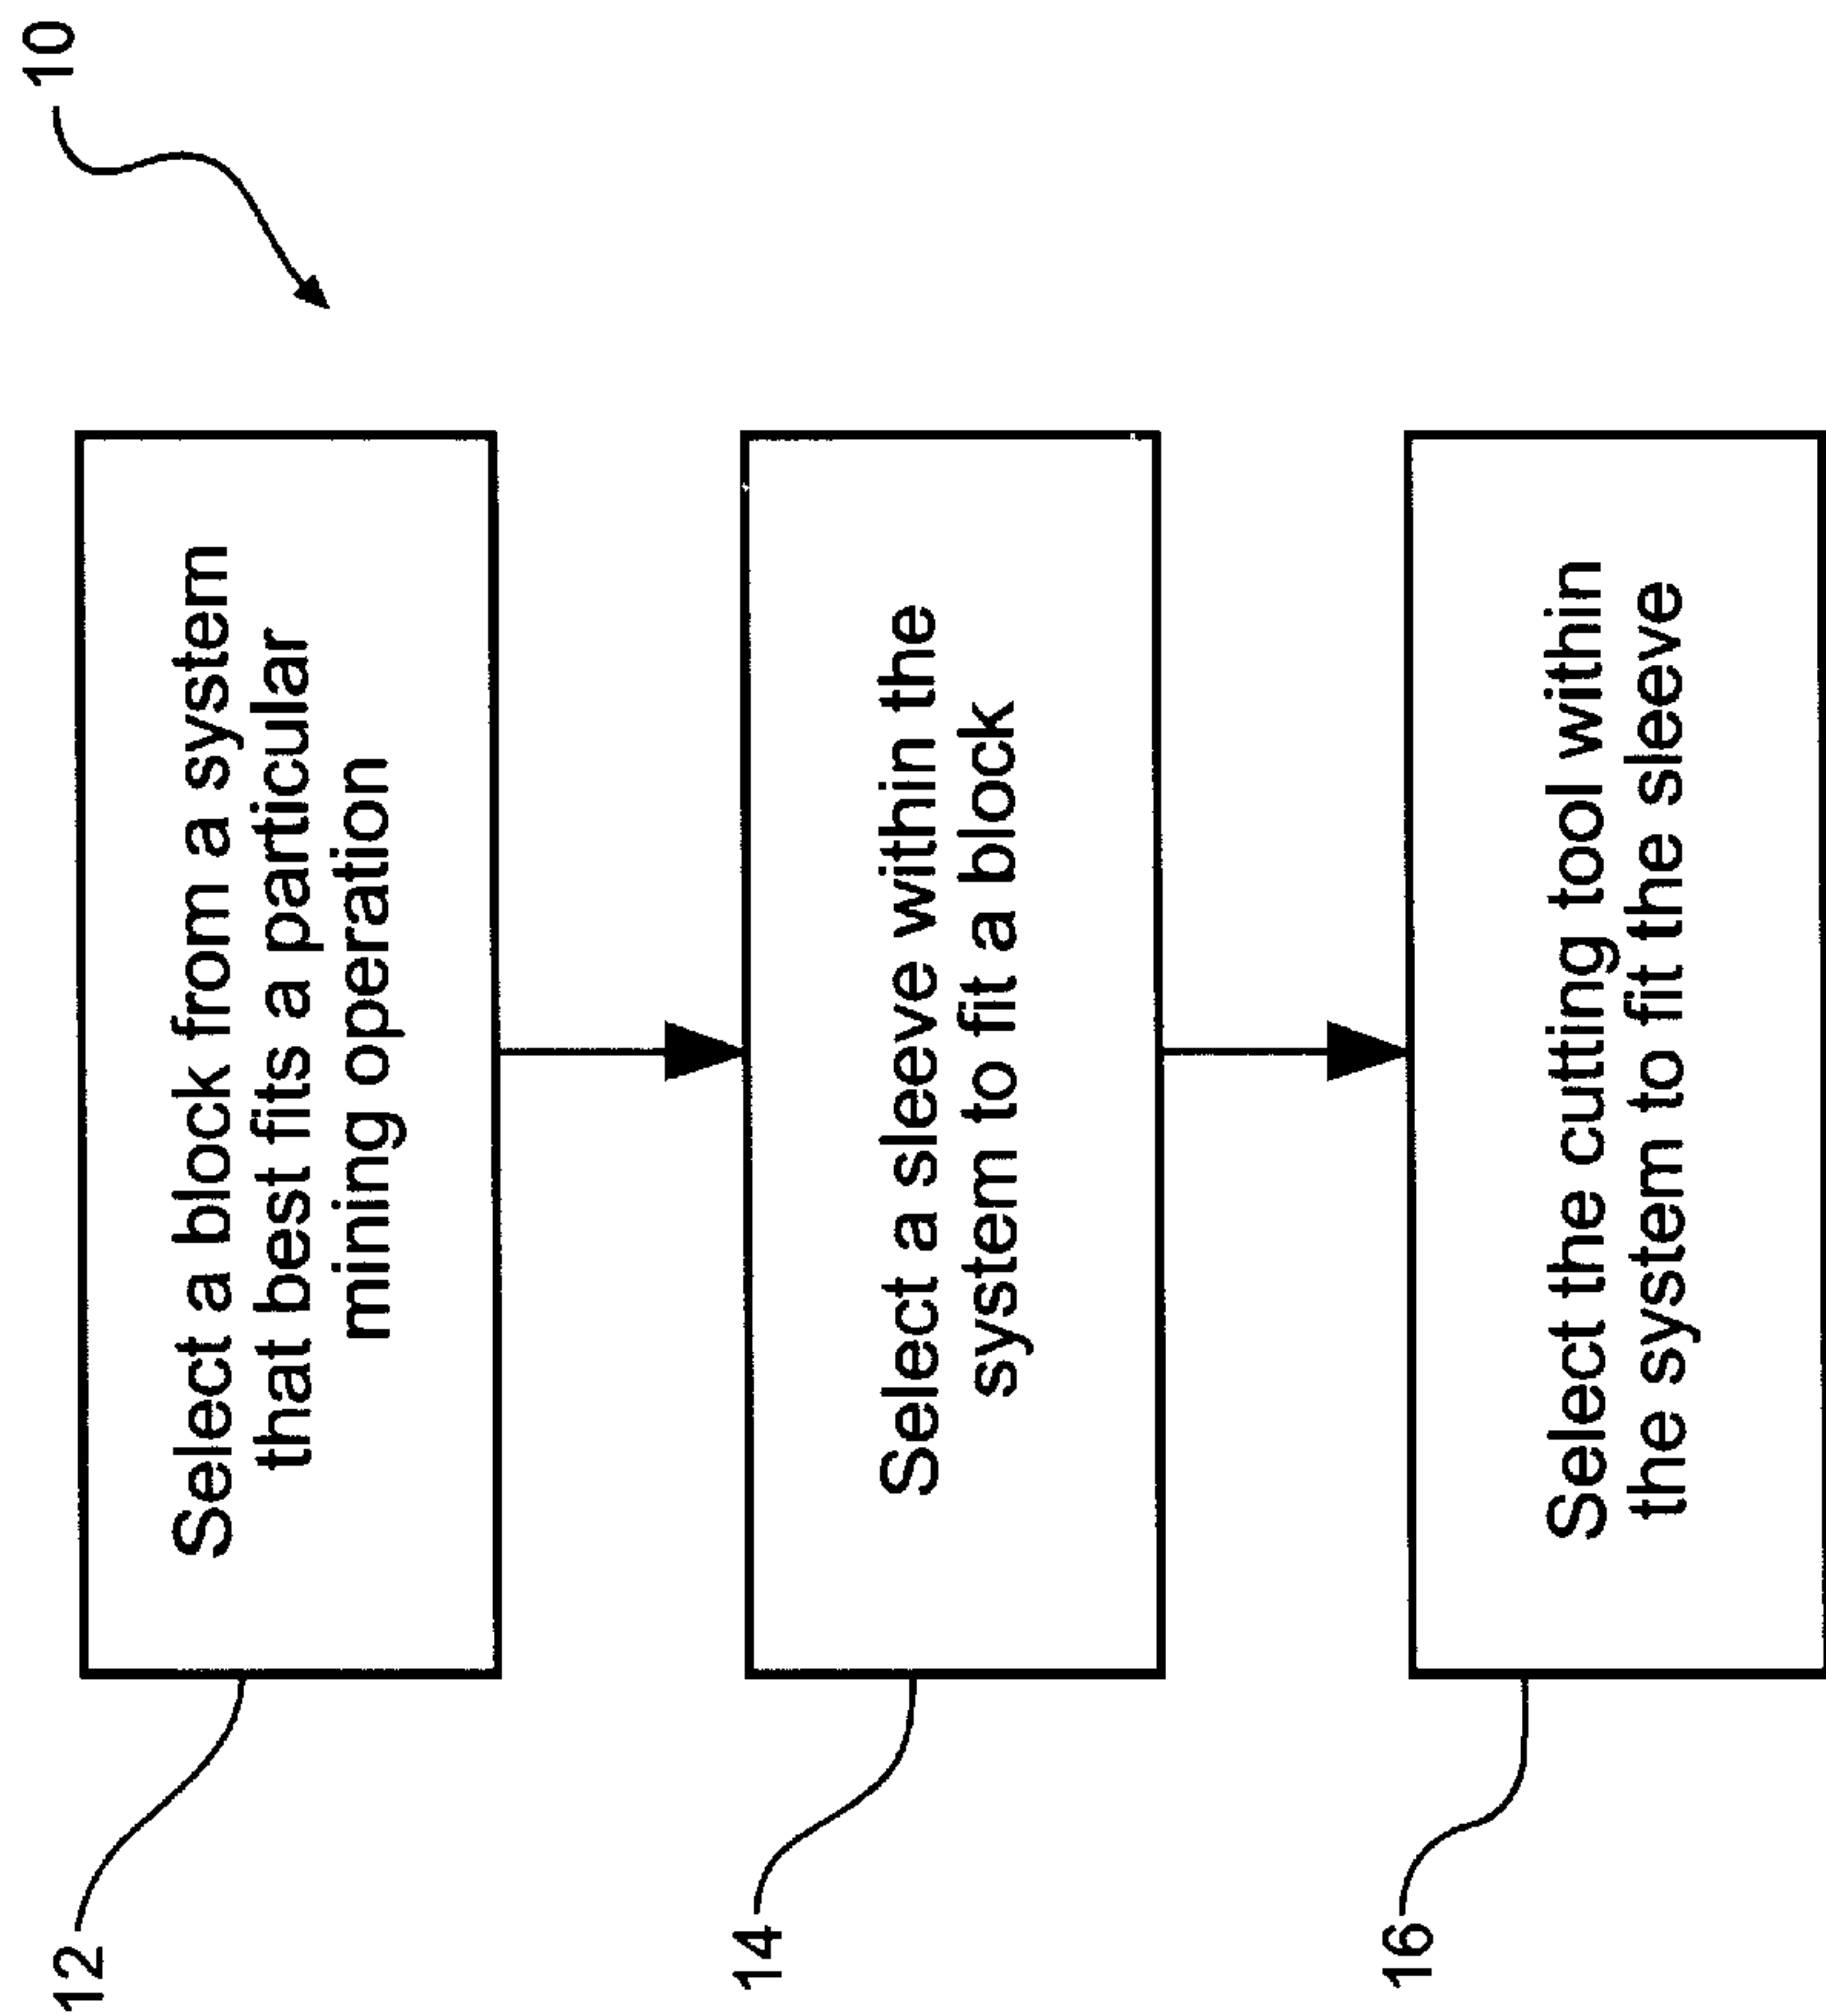 10
12
Select a block from a system
that best fits a particular
mining operation
14
Select a sleeve within the
system to fit a block
16
Select the cutting tool within
the system to fit the sleeve